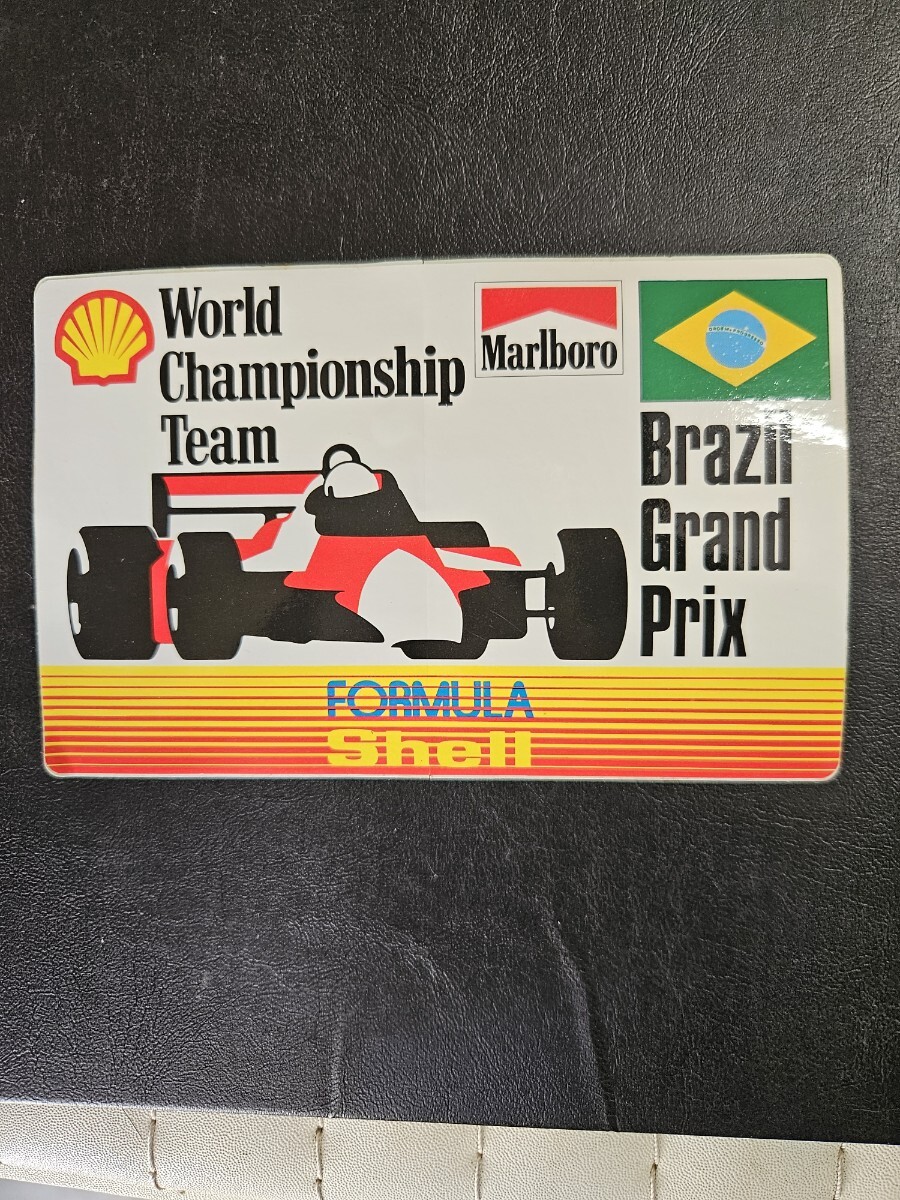 World
Championship
Team
Marlboro
Brazil
Grand
Prix
FORMULA
Shell